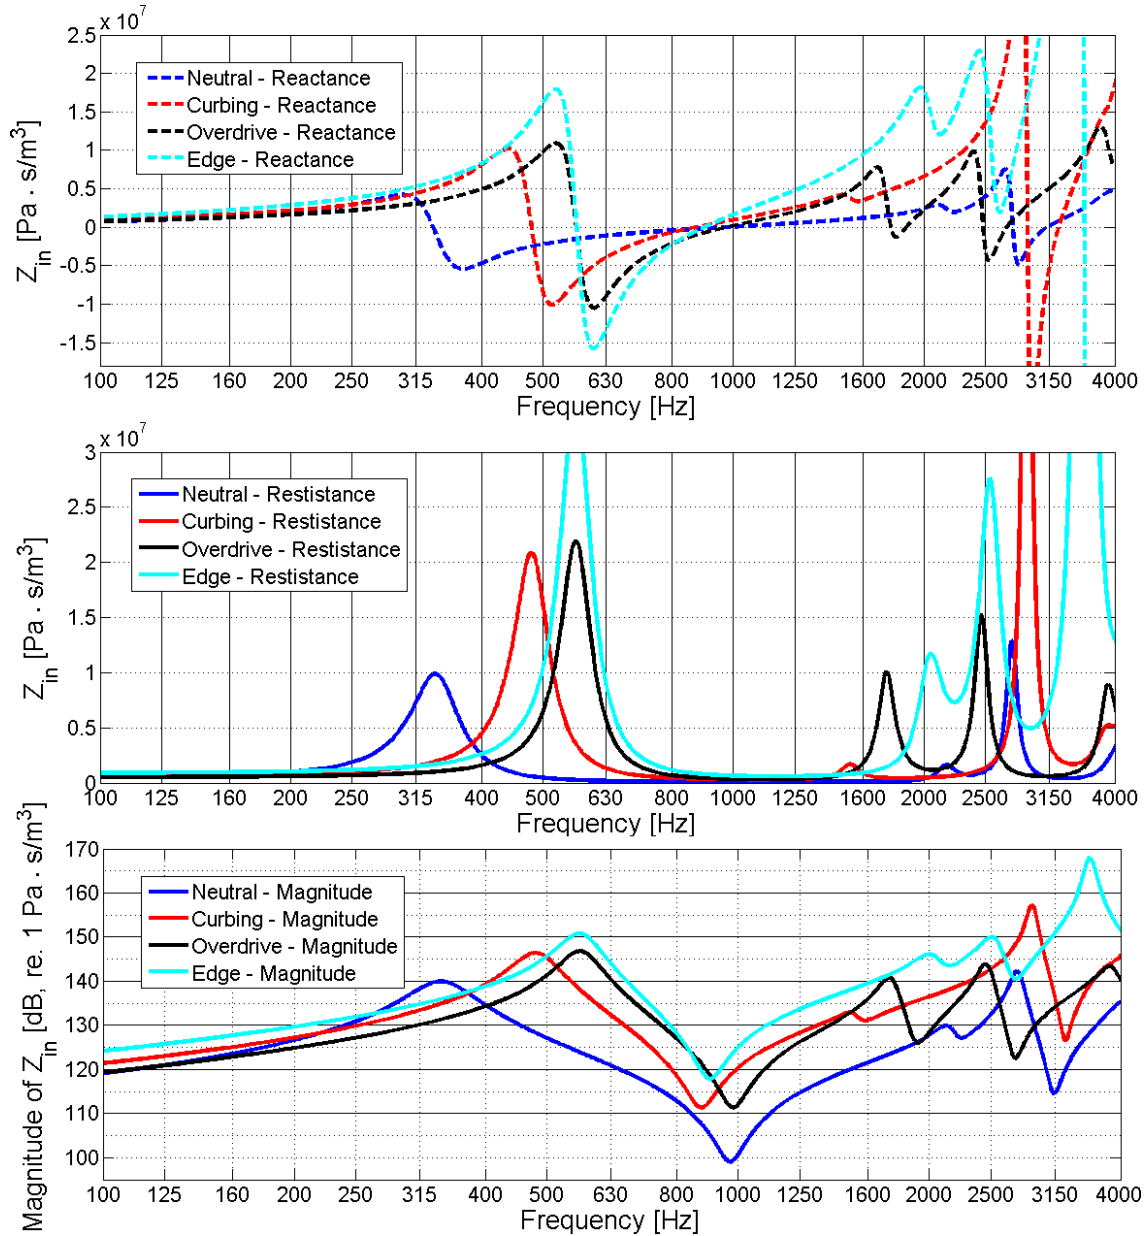 x 10^7
2.5
2
1.5
1
0.5
0
-0.5
-1
-1.5
Z_in [Pa · s/m^3]
Neutral - Reactance
Curbing - Reactance
Overdrive - Reactance
Edge - Reactance
100 125 160 200 250 315 400 500 630 800 1000 1250 1600 2000 2500 3150 4000
Frequency [Hz]
x 10^7
3
2.5
2
1.5
1
0.5
0
Z_in [Pa · s/m^3]
Neutral - Restistance
Curbing - Restistance
Overdrive - Restistance
Edge - Restistance
100 125 160 200 250 315 400 500 630 800 1000 1250 1600 2000 2500 3150 4000
Frequency [Hz]
170
160
150
140
130
120
110
100
Magnitude of Z_in [dB, re. 1 Pa · s/m^3]
Neutral - Magnitude
Curbing - Magnitude
Overdrive - Magnitude
Edge - Magnitude
100 125 160 200 250 315 400 500 630 800 1000 1250 1600 2000 2500 3150 4000
Frequency [Hz]